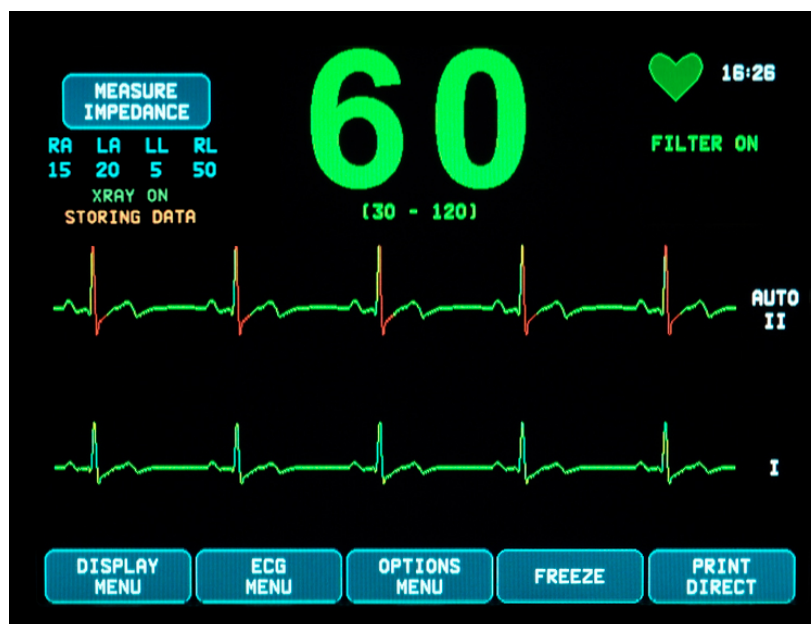 MEASURE
IMPEDANCE
60
16:26
RA LA LL RL
15 20 5 50
FILTER ON
XRAY ON
STORING DATA
(30 - 120)
AUTO
II
I
DISPLAY
MENU
ECG
MENU
OPTIONS
MENU
FREEZE
PRINT
DIRECT